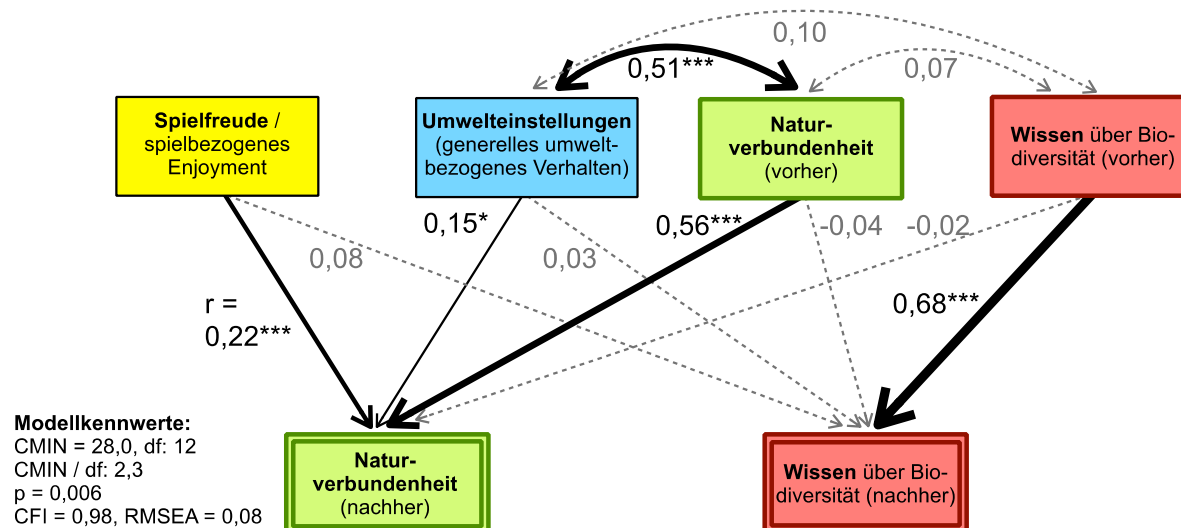 0,10
0,51***
0,07
Spielfreude /
spielbezogenes
Enjoyment
Umwelteinstellungen
(generelles umwelt-
bezogenes Verhalten)
Natur-
verbundenheit
(vorher)
Wissen über Bio-
diversität (vorher)
0,15*
0,56***
-0,04
-0,02
0,08
0,03
r =
0,22***
0,68***
Modellkennwerte:
CMIN = 28,0, df: 12
CMIN / df: 2,3
p = 0,006
CFI = 0,98, RMSEA = 0,08
Natur-
verbundenheit
(nachher)
Wissen über Bio-
diversität (nachher)